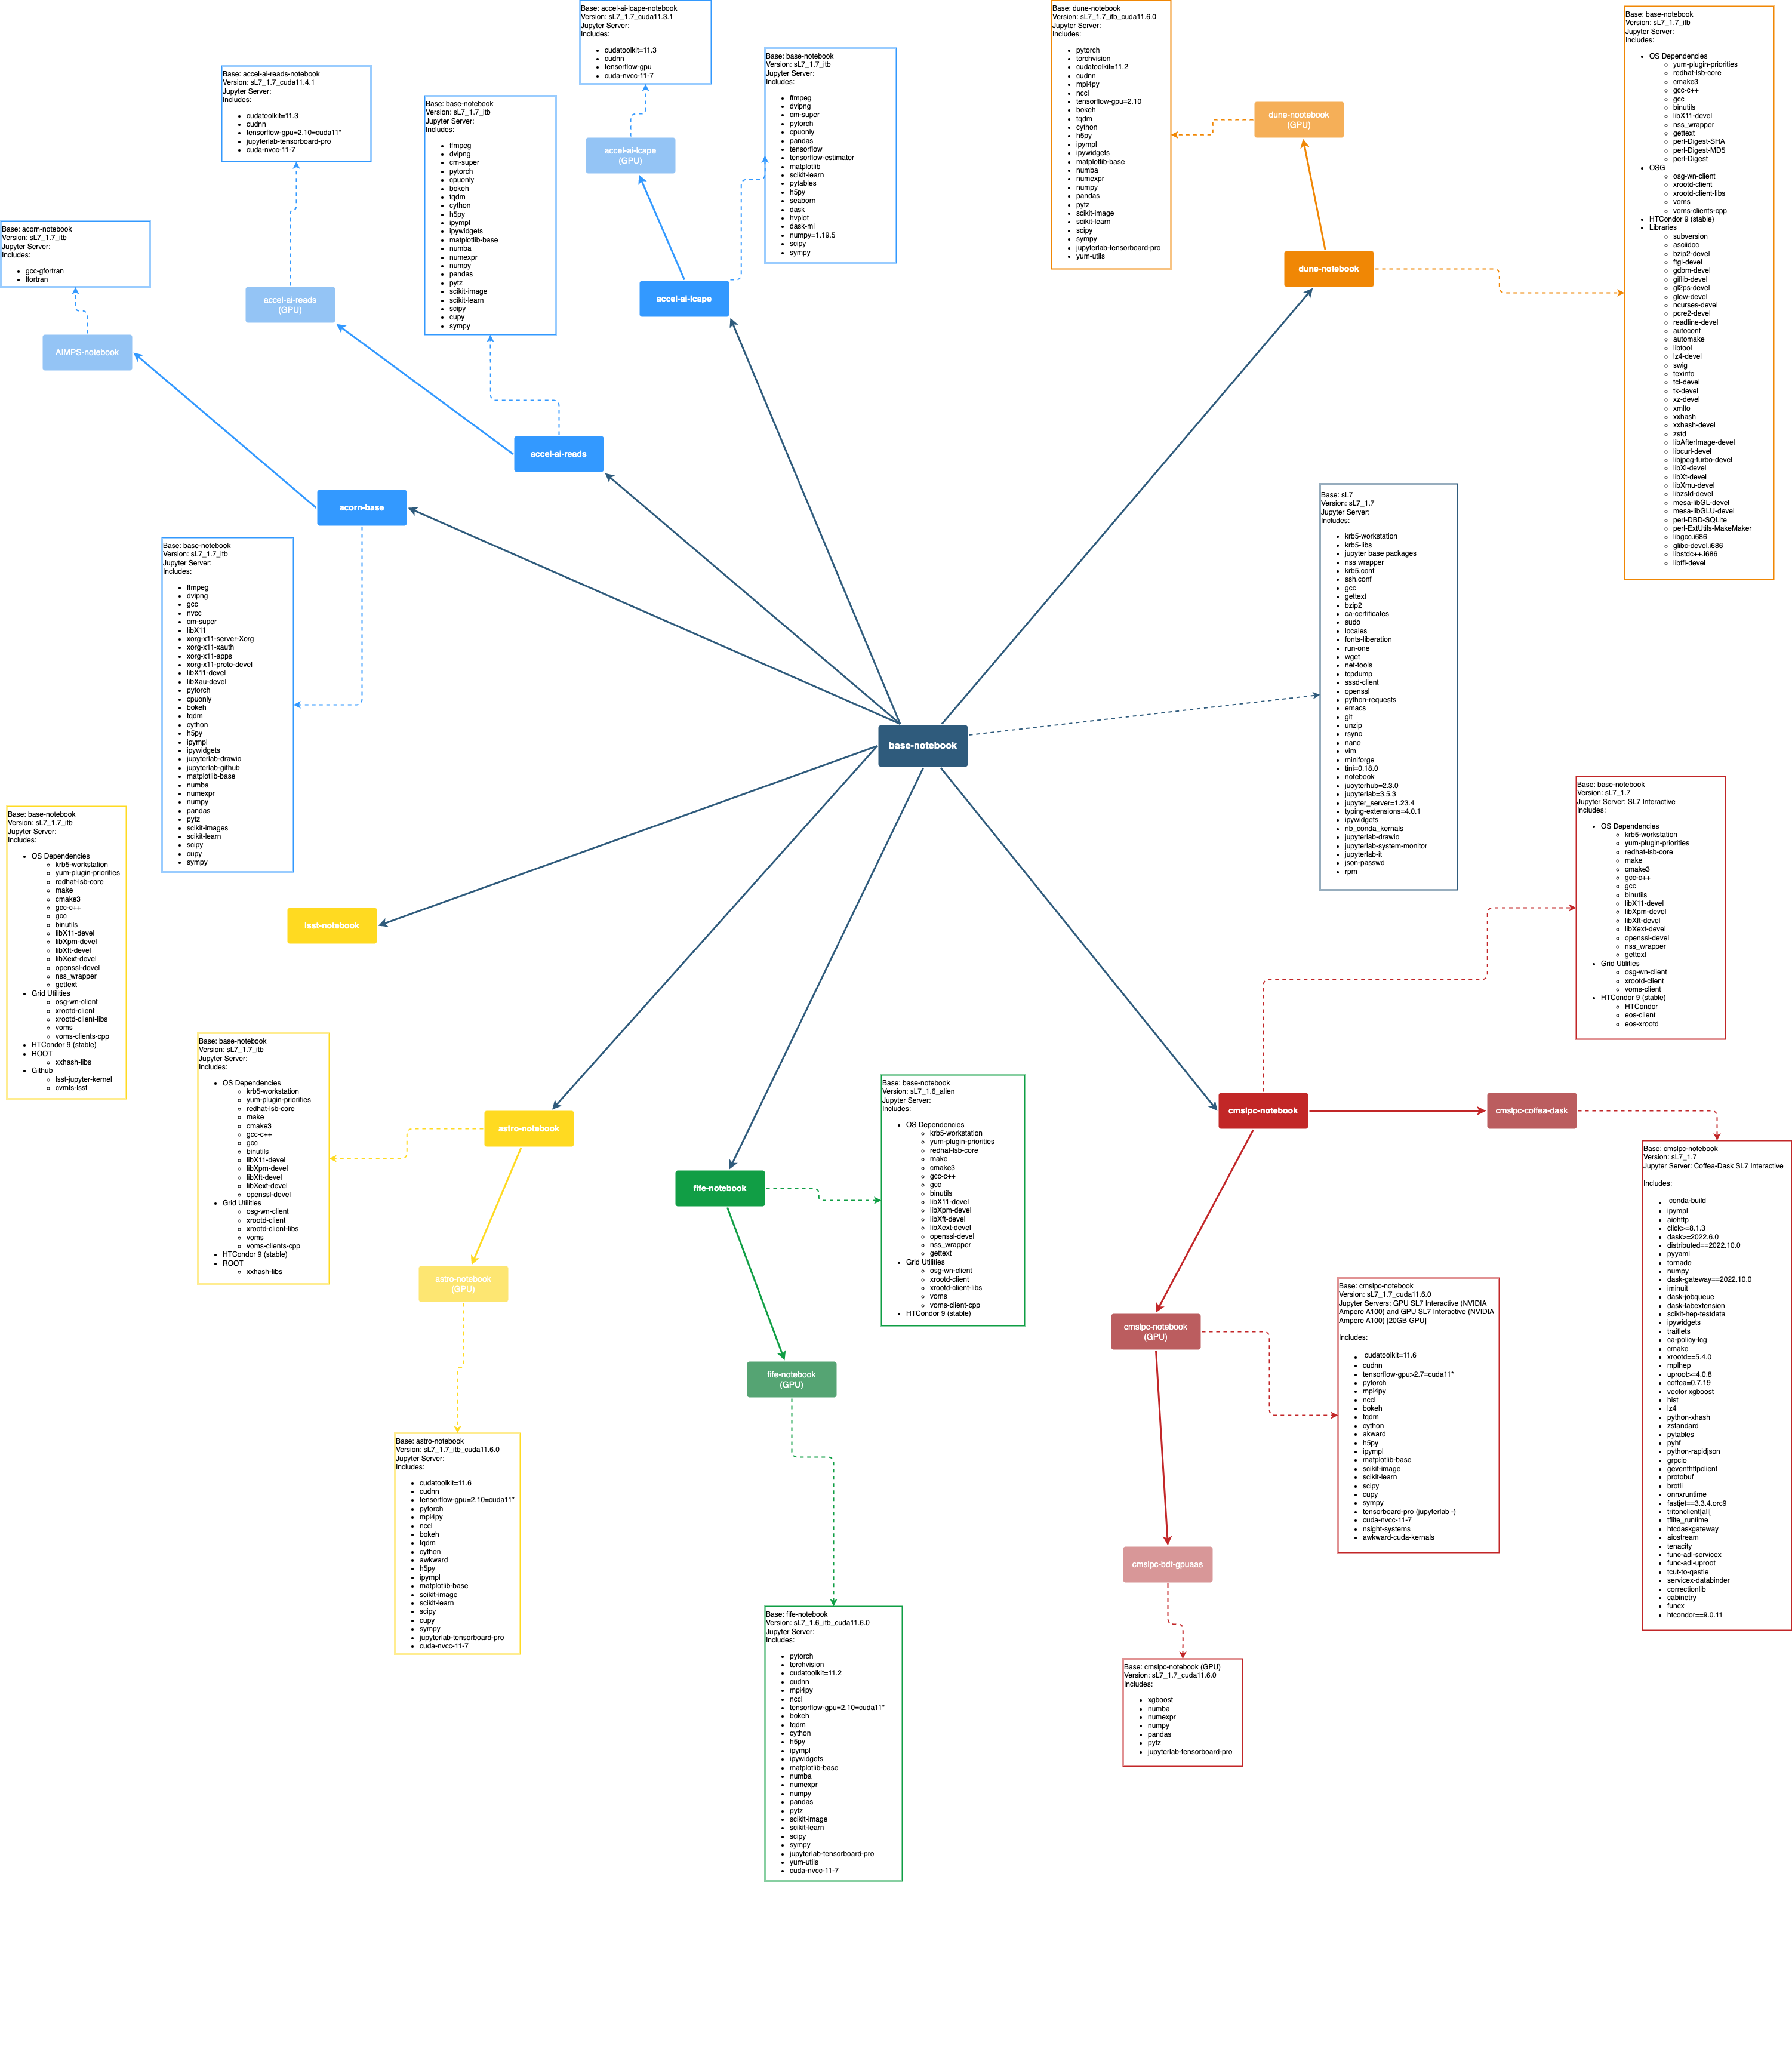 Base: accel-ai-lcape-notebook
Version: sL7_1.7_cuda11.3.1
Jupyter Server:
Includes:
cudatoolkit=11.3
cudnn
tensorflow-gpu
cuda-nvcc-11-7
Base: base-notebook
Version: sL7_1.7_itb
Jupyter Server:
Includes:
ffmpeg
dvipng
cm-super
pytorch
cpuonly
pandas
tensorflow
tensorflow-estimator
matplotlib
scikit-learn
pytables
h5py
seaborn
dask
hvplot
dask-ml
numpy=1.19.5
scipy
sympy
accel-ai-lcape
(GPU)
accel-ai-lcape
Base: accel-ai-reads-notebook
Version: sL7_1.7_cuda11.4.1
Jupyter Server:
Includes:
cudatoolkit=11.3
cudnn
tensorflow-gpu=2.10=cuda11*
jupyterlab-tensorboard-pro
cuda-nvcc-11-7
Base: base-notebook
Version: sL7_1.7_itb
Jupyter Server:
Includes:
ffmpeg
dvipng
cm-super
pytorch
cpuonly
bokeh
tqdm
cython
h5py
ipympl
ipywidgets
matplotlib-base
numba
numexpr
numpy
pandas
pytz
scikit-image
scikit-learn
scipy
cupy
sympy
accel-ai-reads
(GPU)
accel-ai-reads
Base: acorn-notebook
Version: sL7_1.7_itb
Jupyter Server:
Includes:
gcc-gfortran
lfortran
AIMPS-notebook
acorn-base
Base: base-notebook
Version: sL7_1.7_itb
Jupyter Server:
Includes:
ffmpeg
dvipng
gcc
nvcc
cm-super
libX11
xorg-x11-server-Xorg
xorg-x11-xauth
xorg-x11-apps
xorg-x11-proto-devel
libX11-devel
libXau-devel
pytorch
cpuonly
bokeh
tqdm
cython
h5py
ipympl
ipywidgets
jupyterlab-drawio
jupyterlab-github
matplotlib-base
numba
numexpr
numpy
pandas
pytz
scikit-images
scikit-learn
scipy
cupy
sympy
Base: dune-notebook
Version: sL7_1.7_itb_cuda11.6.0
Jupyter Server:
Includes:
pytorch
torchvision
cudatoolkit=11.2
cudnn
mpi4py
nccl
tensorflow-gpu=2.10
bokeh
tqdm
cython
h5py
ipympl
ipywidgets
matplotlib-base
numba
numexpr
numpy
pandas
pytz
scikit-image
scikit-learn
scipy
sympy
jupyterlab-tensorboard-pro
yum-utils
dune-nootebook
(GPU)
dune-notebook
Base: base-notebook
Version: sL7_1.7_itb
Jupyter Server:
Includes:
OS Dependencies
yum-plugin-priorities
redhat-lsb-core
cmake3
gcc-c++
gcc
binutils
libX11-devel
nss_wrapper
gettext
perl-Digest-SHA
perl-Digest-MD5
perl-Digest
OSG
osg-wn-client
xrootd-client
xrootd-client-libs
voms
voms-clients-cpp
HTCondor 9 (stable)
Libraries
subversion
asciidoc
bzip2-devel
ftgl-devel
gdbm-devel
giflib-devel
gl2ps-devel
glew-devel
ncurses-devel
pcre2-devel
readline-devel
autoconf
automake
libtool
lz4-devel
swig
texinfo
tcl-devel
tk-devel
xz-devel
xmlto
xxhash
xxhash-devel
zstd
libAfterImage-devel
libcurl-devel
libjpeg-turbo-devel
libXi-devel
libXt-devel
libXmu-devel
libzstd-devel
mesa-libGL-devel
mesa-libGLU-devel
perl-DBD-SQLite
perl-ExtUtils-MakeMaker
libgcc.i686
glibc-devel.i686
libstdc++.i686
libffi-devel
base-notebook
Base: sL7
Version: sL7_1.7
Jupyter Server:
Includes:
krb5-workstation
krb5-libs
jupyter base packages
nss wrapper
krb5.conf
ssh.conf
gcc
gettext
bzip2
ca-certificates
sudo
locales
fonts-liberation
run-one
wget
net-tools
tcpdump
sssd-client
openssl
python-requests
emacs
git
unzip
rsync
nano
vim
miniforge
tini=0.18.0
notebook
juoyterhub=2.3.0
jupyterlab=3.5.3
jupyter_server=1.23.4
typing-extensions=4.0.1
ipywidgets
nb_conda_kernals
jupyterlab-drawio
jupyterlab-system-monitor
jupyterlab-it
json-passwd
rpm
Base: base-notebook
Version: sL7_1.7_itb
Jupyter Server:
Includes:
OS Dependencies
krb5-workstation
yum-plugin-priorities
redhat-lsb-core
make
cmake3
gcc-c++
gcc
binutils
libX11-devel
libXpm-devel
libXft-devel
libXext-devel
openssl-devel
nss_wrapper
gettext
Grid Utilities
osg-wn-client
xrootd-client
xrootd-client-libs
voms
voms-clients-cpp
HTCondor 9 (stable)
ROOT
xxhash-libs
Github
lsst-jupyter-kernel
cvmfs-lsst
lsst-notebook
Base: base-notebook
Version: sL7_1.7_itb
Jupyter Server:
Includes:
OS Dependencies
krb5-workstation
yum-plugin-priorities
redhat-lsb-core
make
cmake3
gcc-c++
gcc
binutils
libX11-devel
libXpm-devel
libXft-devel
libXext-devel
openssl-devel
Grid Utilities
osg-wn-client
xrootd-client
xrootd-client-libs
voms
voms-clients-cpp
HTCondor 9 (stable)
ROOT
xxhash-libs
astro-notebook
astro-notebook
(GPU)
Base: astro-notebook
Version: sL7_1.7_itb_cuda11.6.0
Jupyter Server:
Includes:
cudatoolkit=11.6
cudnn
tensorflow-gpu=2.10=cuda11*
pytorch
mpi4py
nccl
bokeh
tqdm
cython
awkward
h5py
ipympl
matplotlib-base
scikit-image
scikit-learn
scipy
cupy
sympy
jupyterlab-tensorboard-pro
cuda-nvcc-11-7
fife-notebook
Base: base-notebook
Version: sL7_1.6_alien
Jupyter Server:
Includes:
OS Dependencies
krb5-workstation
yum-plugin-priorities
redhat-lsb-core
make
cmake3
gcc-c++
gcc
binutils
libX11-devel
libXpm-devel
libXft-devel
libXext-devel
openssl-devel
nss_wrapper
gettext
Grid Utilities
osg-wn-client
xrootd-client
xrootd-client-libs
voms
voms-client-cpp
HTCondor 9 (stable)
fife-notebook
(GPU)
Base: fife-notebook
Version: sL7_1.6_itb_cuda11.6.0
Jupyter Server:
Includes:
pytorch
torchvision
cudatoolkit=11.2
cudnn
mpi4py
nccl
tensorflow-gpu=2.10=cuda11*
bokeh
tqdm
cython
h5py
ipympl
ipywidgets
matplotlib-base
numba
numexpr
numpy
pandas
pytz
scikit-image
scikit-learn
scipy
sympy
jupyterlab-tensorboard-pro
yum-utils
cuda-nvcc-11-7
Base: base-notebook
Version: sL7_1.7
Jupyter Server: SL7 Interactive
Includes:
OS Dependencies
krb5-workstation
yum-plugin-priorities
redhat-lsb-core
make
cmake3
gcc-c++
gcc
binutils
libX11-devel
libXpm-devel
libXft-devel
libXext-devel
openssl-devel
nss_wrapper
gettext
Grid Utilities
osg-wn-client
xrootd-client
voms-client
HTCondor 9 (stable)
HTCondor
eos-client
eos-xrootd
cmslpc-notebook
cmslpc-coffea-dask
Base: cmslpc-notebook
Version: sL7_1.7
Jupyter Server: Coffea-Dask SL7 Interactive
Includes:
conda-build
ipympl
aiohttp
click>=8.1.3
dask>=2022.6.0
distributed==2022.10.0
pyyaml
tornado
numpy
dask-gateway==2022.10.0
iminuit
dask-jobqueue
dask-labextension
scikit-hep-testdata
ipywidgets
traitlets
ca-policy-lcg
cmake
xrootd==5.4.0
mplhep
uproot>=4.0.8
coffea=0.7.19
vector xgboost
hist
lz4
python-xhash
zstandard
pytables
pyhf
python-rapidjson
grpcio
geventhttpclient
protobuf
brotli
onnxruntime
fastjet==3.3.4.orc9
tritonclient[all[
tflite_runtime
htcdaskgateway
aiostream
tenacity
func-adl-servicex
func-adl-uproot
tcut-to-qastle
servicex-databinder
correctionlib
cabinetry
funcx
htcondor==9.0.11
cmslpc-notebook
(GPU)
Base: cmslpc-notebook
Version: sL7_1.7_cuda11.6.0
Jupyter Servers: GPU SL7 Interactive (NVIDIA
Ampere A100) and GPU SL7 Interactive (NVIDIA
Ampere A100) [20GB GPU]
Includes:
cudatoolkit=11.6
cudnn
tensorflow-gpu>2.7=cuda11*
pytorch
mpi4py
nccl
bokeh
tqdm
cython
akward
h5py
ipympl
matplotlib-base
scikit-image
scikit-learn
scipy
cupy
sympy
tensorboard-pro (jupyterlab -)
cuda-nvcc-11-7
nsight-systems
awkward-cuda-kernals
cmslpc-bdt-gpuaas
Base: cmslpc-notebook (GPU)
Version: sL7_1.7_cuda11.6.0
Includes:
xgboost
numba
numexpr
numpy
pandas
pytz
jupyterlab-tensorboard-pro